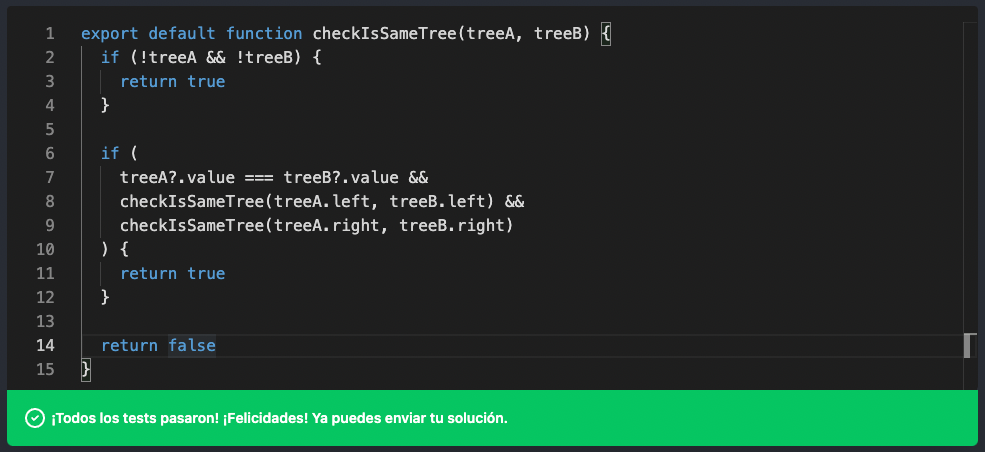 1 export default function checkIsSameTree(treeA, treeB) {
2 if (!treeA && !treeB) {
3 return true
4 }
5
6 if (
7 treeA?.value === treeB?.value &&
8 checkIsSameTree(treeA.left, treeB.left) &&
9 checkIsSameTree(treeA.right, treeB.right)
10 ) {
11 return true
12 }
13
14 return false
15 }
¡Todos los tests pasaron! ¡Felicidades! Ya puedes enviar tu solución.